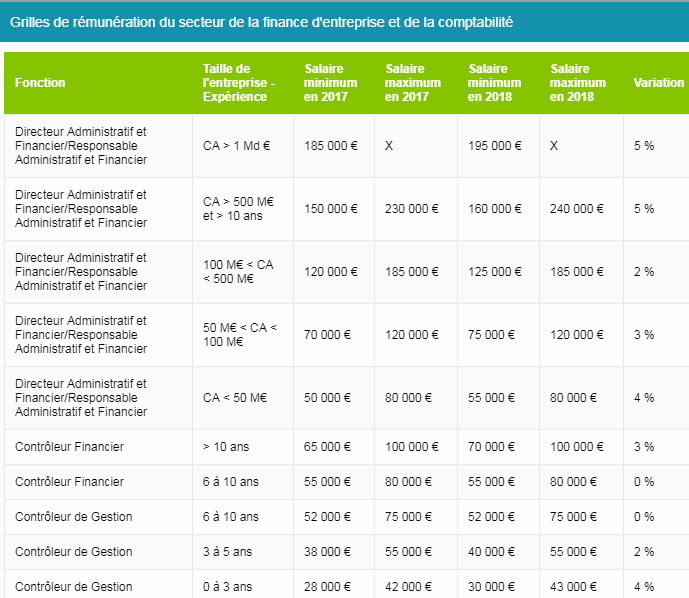 Grilles de rémunération du secteur de la finance d'entreprise et de la comptabilité
Fonction
Taille de
l'entreprise -
Expérience
Salaire
minimum
en 2017
Salaire
maximum
en 2017
Salaire
minimum
en 2018
Salaire
maximum
en 2018
Variation
Directeur Administratif et
Financier/Responsable
Administratif et Financier
CA > 1 Md €
185 000 €
X
195 000 €
X
5 %
Directeur Administratif et
Financier/Responsable
Administratif et Financier
CA > 500 M€
et > 10 ans
150 000 €
230 000 €
160 000 €
240 000 €
5 %
Directeur Administratif et
Financier/Responsable
Administratif et Financier
100 M€ < CA
< 500 M€
120 000 €
185 000 €
125 000 €
185 000 €
2 %
Directeur Administratif et
Financier/Responsable
Administratif et Financier
50 M€ < CA <
100 M€
70 000 €
120 000 €
75 000 €
120 000 €
3 %
Directeur Administratif et
Financier/Responsable
Administratif et Financier
CA < 50 M€
50 000 €
80 000 €
55 000 €
80 000 €
4 %
Contrôleur Financier
> 10 ans
65 000 €
100 000 €
70 000 €
100 000 €
3 %
Contrôleur Financier
6 à 10 ans
55 000 €
80 000 €
55 000 €
80 000 €
0 %
Contrôleur de Gestion
6 à 10 ans
52 000 €
75 000 €
52 000 €
75 000 €
0 %
Contrôleur de Gestion
3 à 5 ans
38 000 €
55 000 €
40 000 €
55 000 €
2 %
Contrôleur de Gestion
0 à 3 ans
28 000 €
42 000 €
30 000 €
43 000 €
4 %